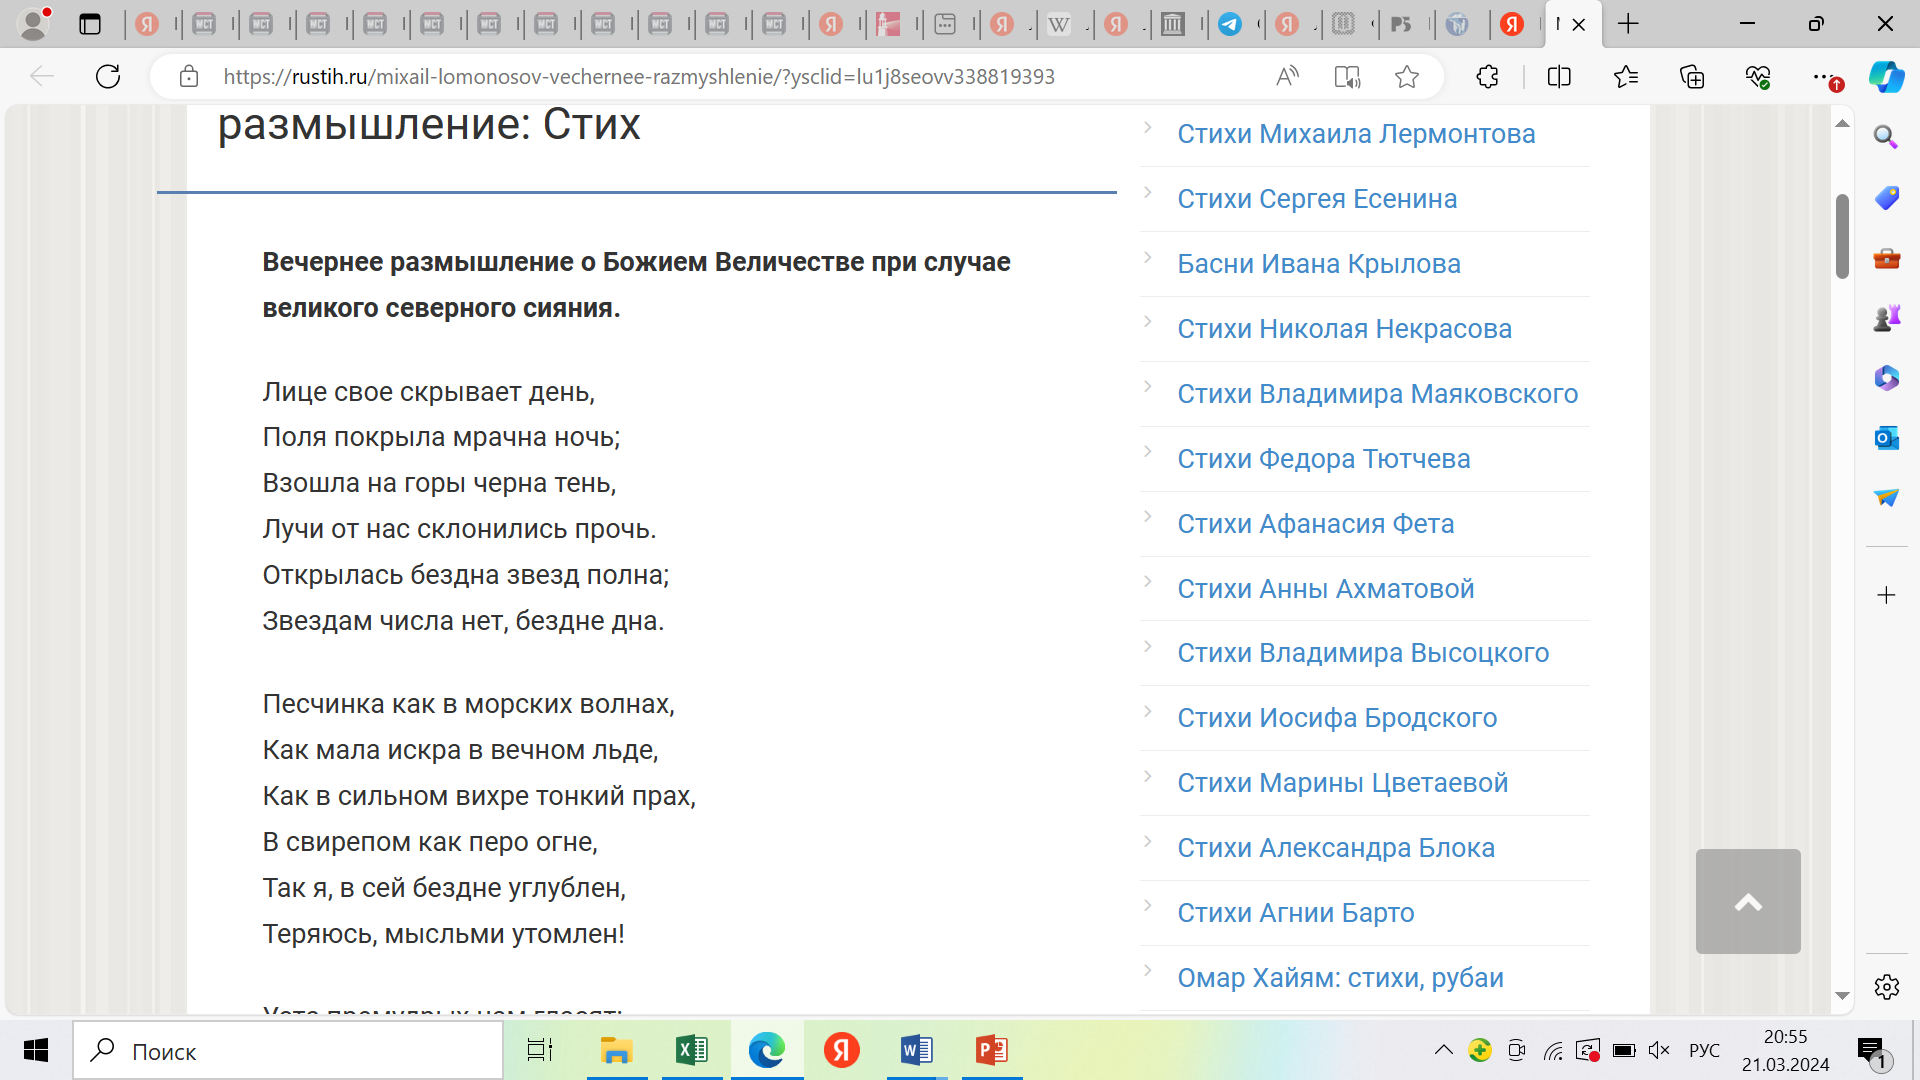 https://rustih.ru/mixail-lomonosov-vechernee-razmyshlenie/?ysclid=lu1j8seovv338819393
размышление: Стих
Вечернее размышление о Божием Величестве при случае
великого северного сияния.
Лице свое скрывает день,
Поля покрыла мрачна ночь;
Взошла на горы черна тень,
Лучи от нас склонились прочь.
Открылась бездна звезд полна;
Звездам числа нет, бездне дна.
Песчинка как в морских волнах,
Как мала искра в вечном льде,
Как в сильном вихре тонкий прах,
В свирепом как перо огне,
Так я, в сей бездне углублен,
Теряюсь, мысльми утомлен!
Стихи Михаила Лермонтова
Стихи Сергея Есенина
Басни Ивана Крылова
Стихи Николая Некрасова
Стихи Владимира Маяковского
Стихи Федора Тютчева
Стихи Афанасия Фета
Стихи Анны Ахматовой
Стихи Владимира Высоцкого
Стихи Иосифа Бродского
Стихи Марины Цветаевой
Стихи Александра Блока
Стихи Агнии Барто
Омар Хайям: стихи, рубаи
Поиск
РУС
20:55
21.03.2024
1